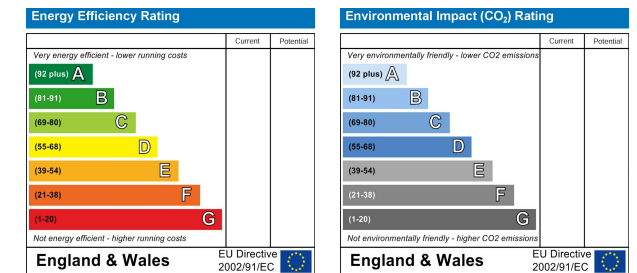 Energy Efficiency Rating
Current Potential
Very energy efficient - lower running costs
(92 plus) A
(81-91) B
(69-80) C
(55-68) D
(39-54) E
(21-38) F
(1-20) G
Not energy efficient - higher running costs
England & Wales
EU Directive
2002/91/EC
Environmental Impact (CO₂) Rating
Current Potential
Very environmentally friendly - lower CO2 emissions
(92 plus) A
(81-91) B
(69-80) C
(55-68) D
(39-54) E
(21-38) F
(1-20) G
Not environmentally friendly - higher CO2 emissions
England & Wales
EU Directive
2002/91/EC